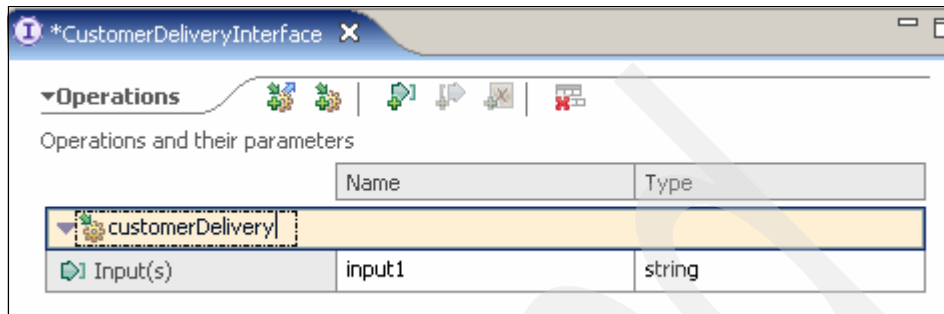 *CustomerDeliveryInterface
Operations
Operations and their parameters
Name Type
customerDelivery
Input(s) input1 string